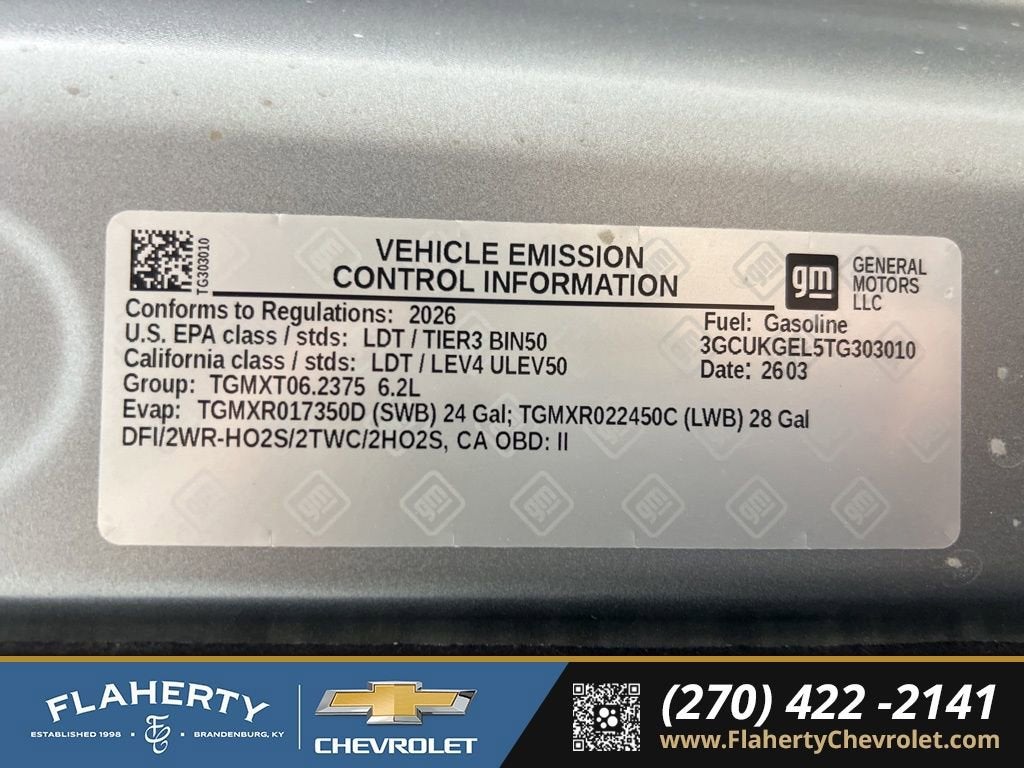 TG303010
VEHICLE EMISSION
CONTROL INFORMATION
gm
GENERAL
MOTORS
LLC
Conforms to Regulations: 2026
U.S. EPA class / stds: LDT / TIER3 BIN50
California class / stds: LDT / LEV4 ULEV50
Group: TGMXT06.2375 6.2L
Fuel: Gasoline
3GCUKGEL5TG303010
Date: 2603
Evap: TGMXR017350D (SWB) 24 Gal; TGMXR022450C (LWB) 28 Gal
DFI/2WR-HO2S/2TWC/2HO2S, CA OBD: II
FLAHERTY
ESTABLISHED 1998 • FC • BRANDENBURG, KY
CHEVROLET
(270) 422 -2141
www.FlahertyChevrolet.com